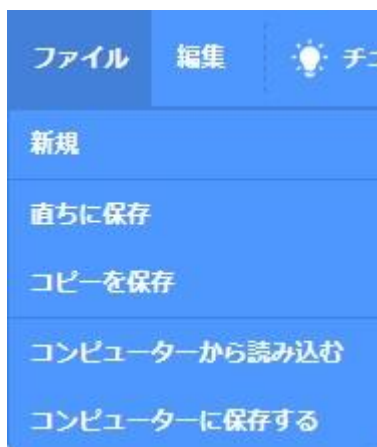 ファイル 編集
新規
直ちに保存
コピーを保存
コンピューターから読み込む
コンピューターに保存する